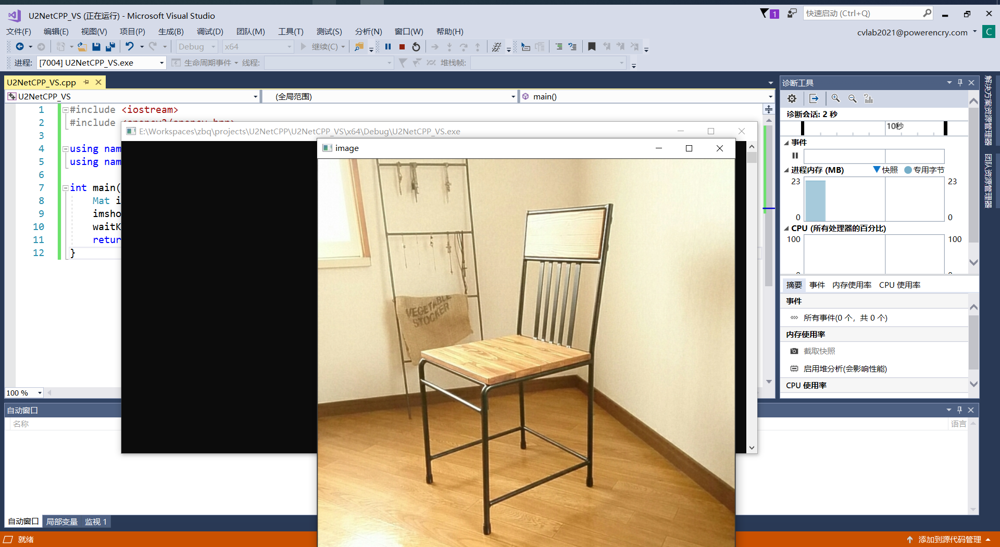 U2NetCPP_VS (正在运行) - Microsoft Visual Studio
1
快速启动 (Ctrl+Q)
文件(F) 编辑(E) 视图(V) 项目(P) 生成(B) 调试(D) 团队(M) 工具(T) 测试(S) 分析(N) 窗口(W) 帮助(H)
cvlab2021@powerencry.com
C
Debug x64 继续(C)
进程: [7004] U2NetCPP_VS.exe 生命周期事件 线程: 堆栈帧:
U2NetCPP_VS.cpp
U2NetCPP_VS (全局范围) main()
1 #include <iostream>
2 #include
3
4 using nam
5 using nam
6
7 int main(
8 Mat i
9 imsho
10 waitK
11 retur
12 }
100 %
E:\Workspaces\zbq\projects\U2NetCPP\U2NetCPP_VS\x64\Debug\U2NetCPP_VS.exe
image
VEGETABLE
STOCKER
诊断工具
诊断会话: 2 秒
10秒
事件
进程内存 (MB) 快照 专用字节
23 23
0 0
CPU (所有处理器的百分比)
100 100
摘要 事件 内存使用率 CPU 使用率
事件
所有事件(0 个，共 0 个)
内存使用率
截取快照
启用堆分析(会影响性能)
CPU 使用率
解决方案资源管理器
团队资源管理器
自动窗口
名称
语言
自动窗口 局部变量 监视 1
就绪
添加到源代码管理